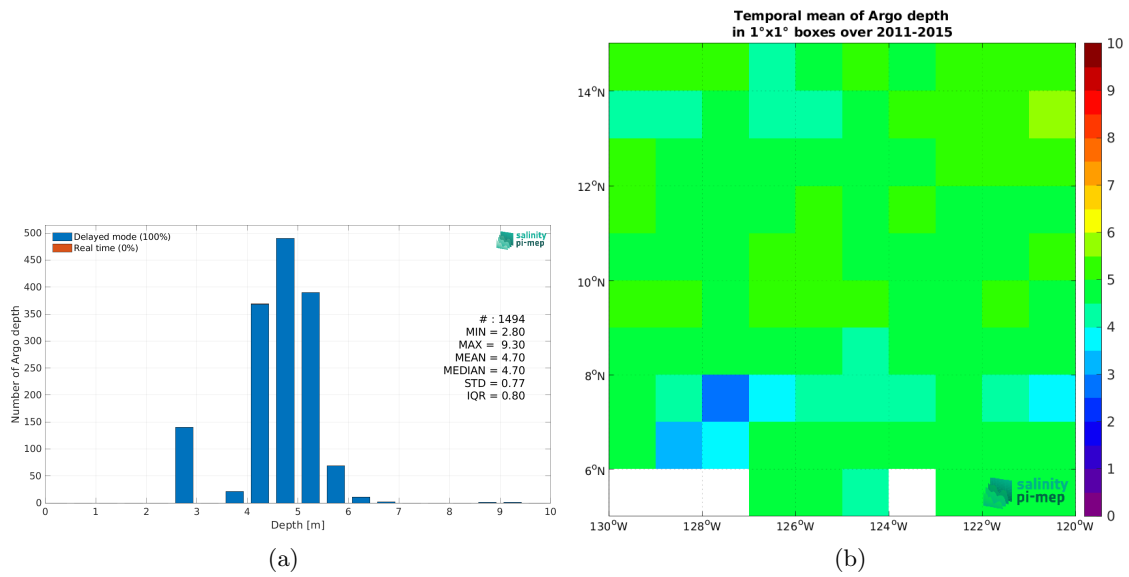 Delayed mode (100%)
Real time (0%)
salinity
pi-mep
500
450
400
350
300
250
200
150
100
50
0
Number of Argo depth
# : 1494
MIN = 2.80
MAX = 9.30
MEAN = 4.70
MEDIAN = 4.70
STD = 0.77
IQR = 0.80
0 1 2 3 4 5 6 7 8 9 10
Depth [m]
(a)
Temporal mean of Argo depth
in 1°x1° boxes over 2011-2015
14°N
12°N
10°N
8°N
6°N
130°W 128°W 126°W 124°W 122°W 120°W
salinity
pi-mep
10
9
8
7
6
5
4
3
2
1
0
(b)